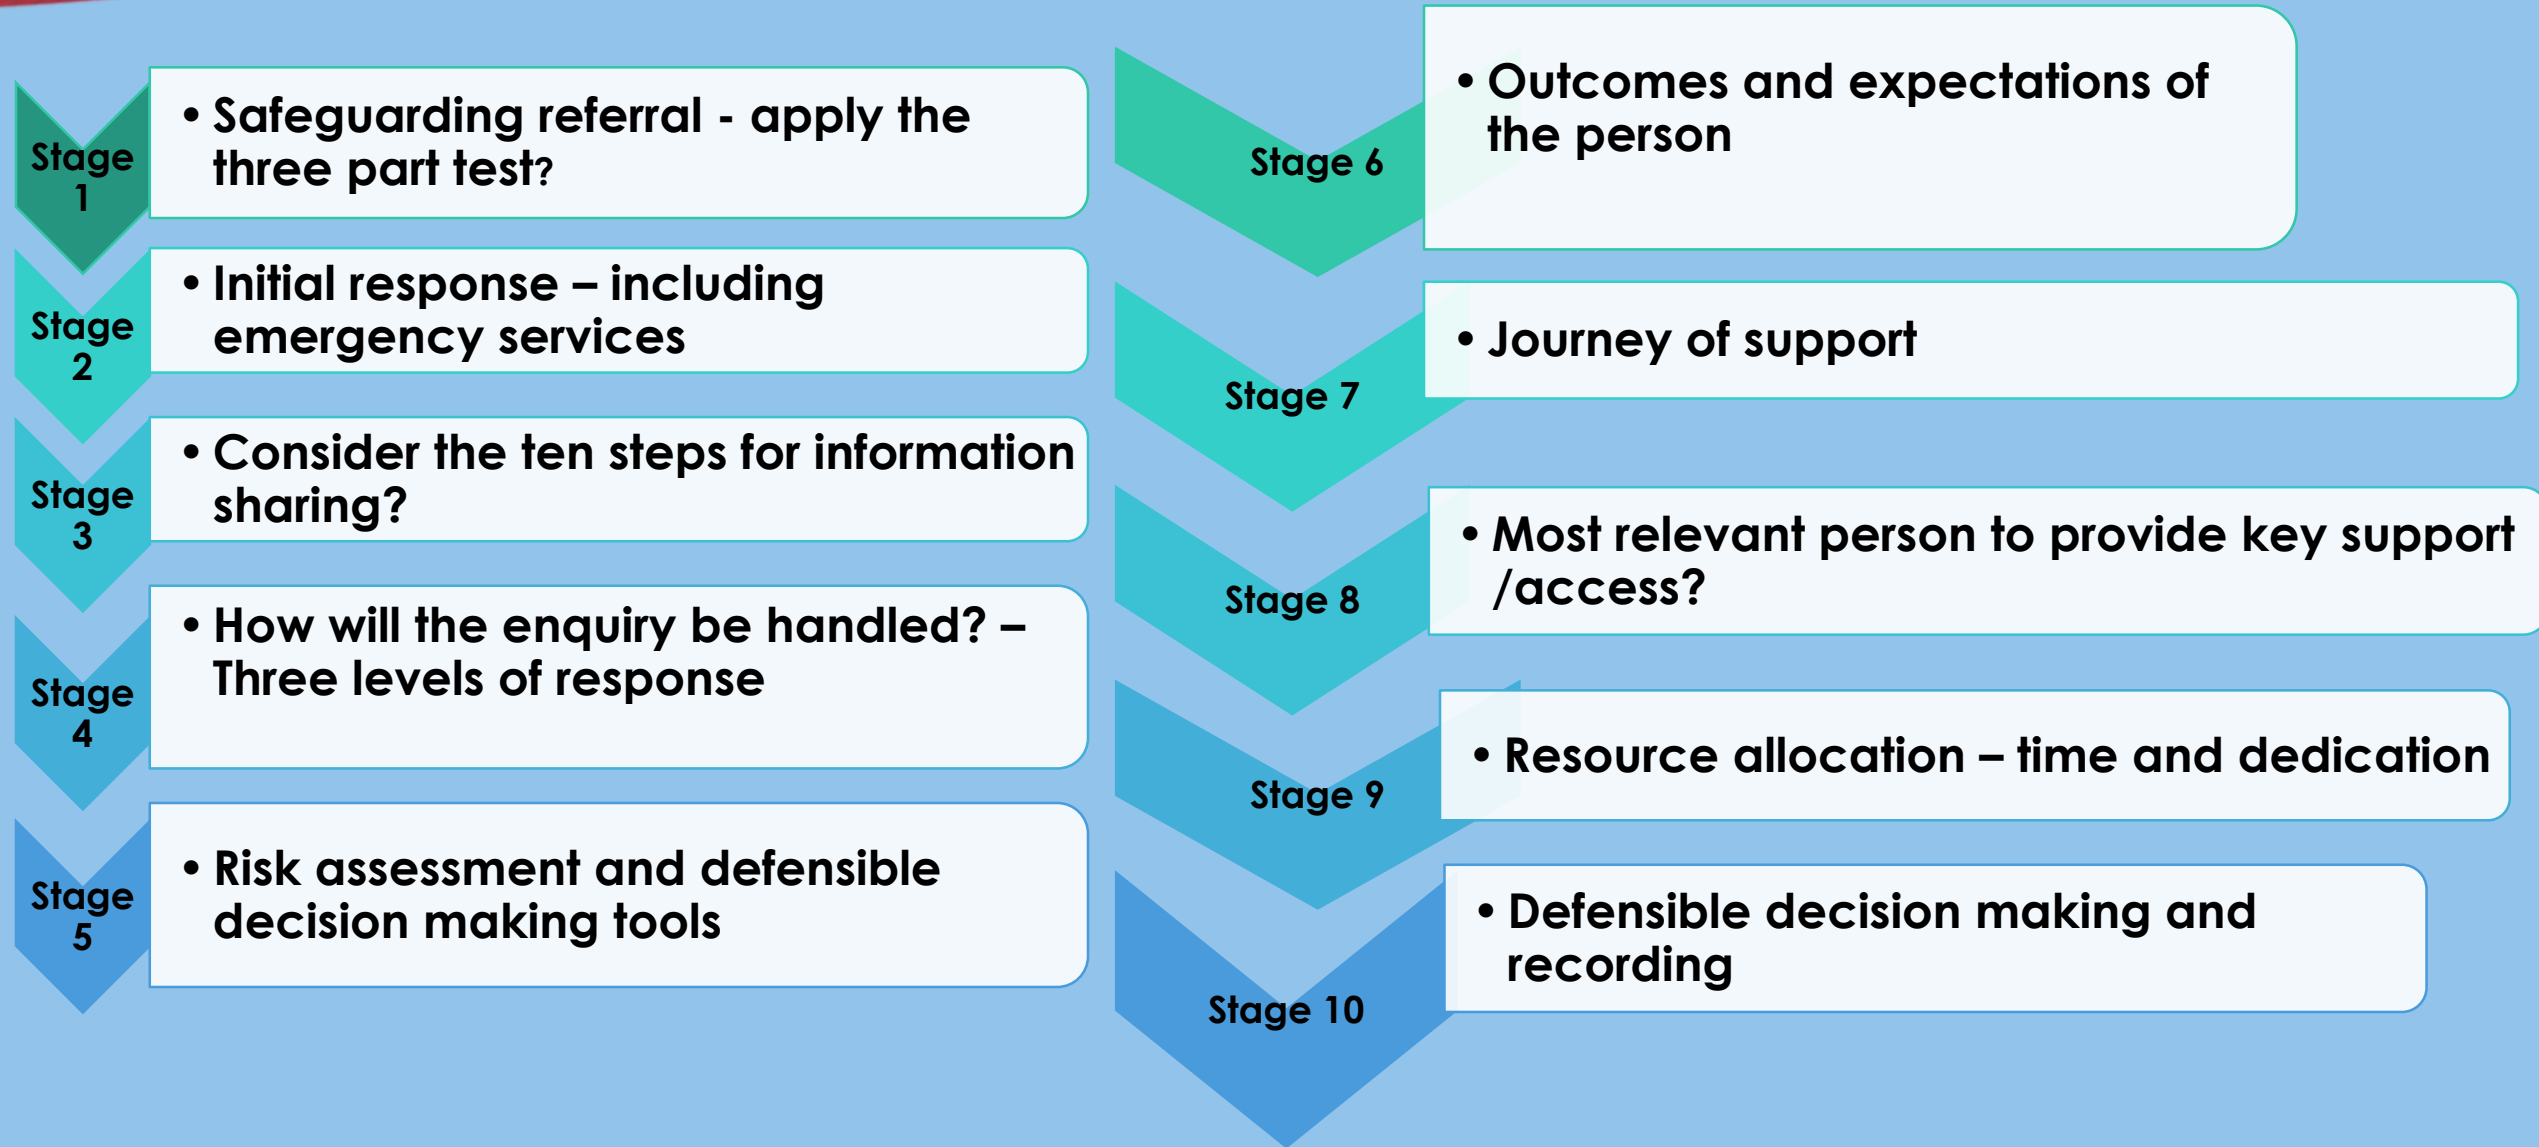 Stage
1
• Safeguarding referral - apply the
three part test?
Stage
2
• Initial response – including
emergency services
Stage
3
• Consider the ten steps for information
sharing?
Stage
4
• How will the enquiry be handled? –
Three levels of response
Stage
5
• Risk assessment and defensible
decision making tools
Stage 6
• Outcomes and expectations of
the person
Stage 7
• Journey of support
Stage 8
• Most relevant person to provide key support
/access?
Stage 9
• Resource allocation – time and dedication
Stage 10
• Defensible decision making and
recording